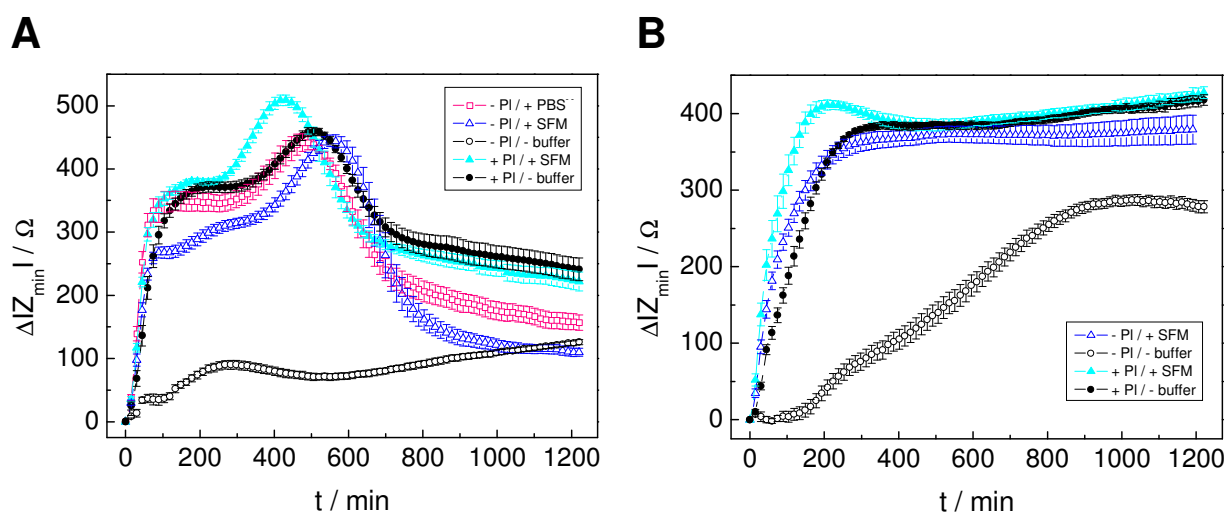 A
B
500
400
300
200
100
0
Δ|Z_min| / Ω
- PI / + PBS--
- PI / + SFM
- PI / - buffer
+ PI / + SFM
+ PI / - buffer
0 200 400 600 800 1000 1200
t / min
400
300
200
100
0
Δ|Z_min| / Ω
- PI / + SFM
- PI / - buffer
+ PI / + SFM
+ PI / - buffer
0 200 400 600 800 1000 1200
t / min